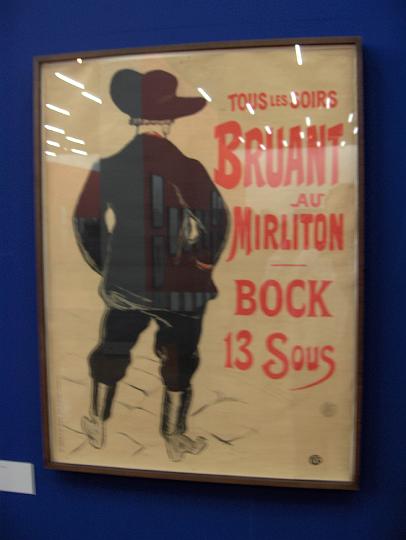 TOUS LES SOIRS
BRUANT
AU
MIRLITON
BOCK
13 SOUS